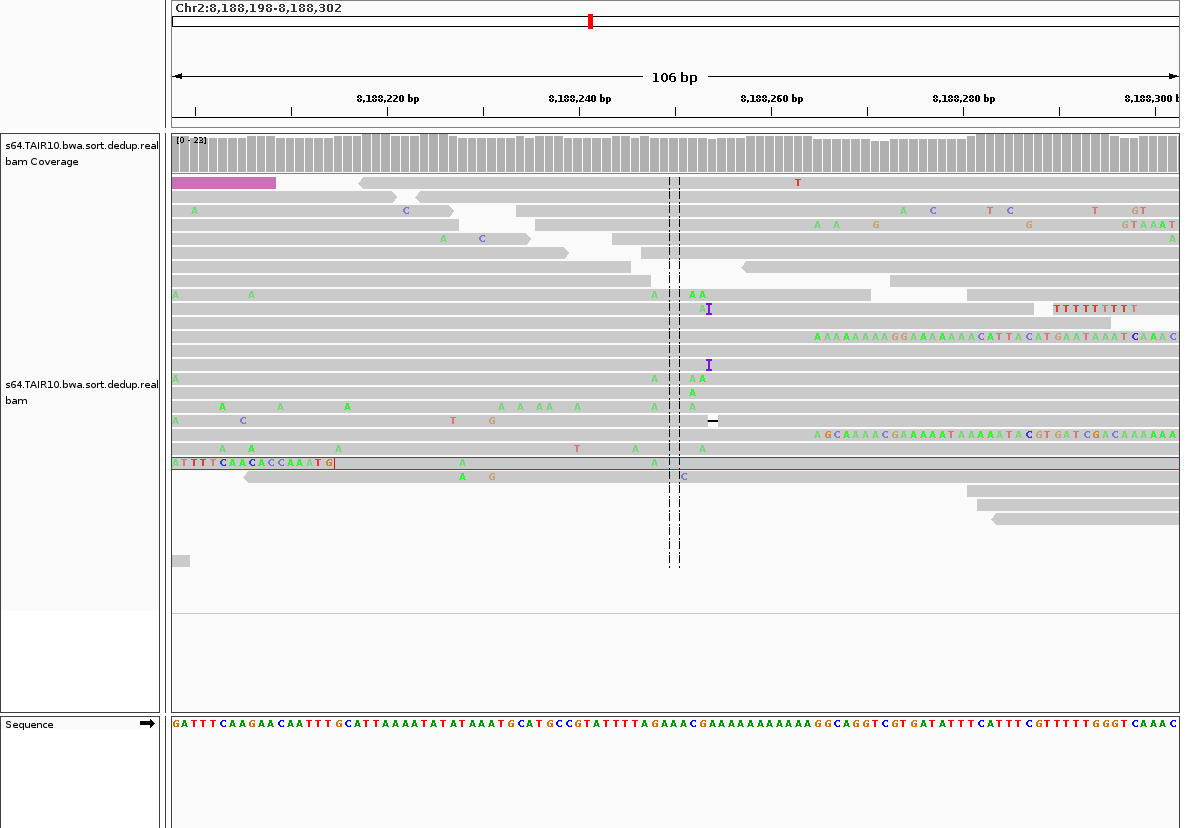 Chr2:8,188,198-8,188,302
106 bp
8,188,220 bp 8,188,240 bp 8,188,260 bp 8,188,280 bp 8,188,300 b
s64.TAIR10.bwa.sort.dedup.real
bam Coverage
[0 - 23]
T
A C A C T C T G T
A A G G G T A A A T
A C A
A A A A A
A T T T T T T T T T
A A A A A A A A G G A A A A A A A C A T T A C A T G A A T A A A T C A A A C
A A A A
A
s64.TAIR10.bwa.sort.dedup.real
bam
A A A A A A A A A A
A C T G
A G C A A A A C G A A A A A T A A A A A T A C G T G A T C G A C A A A A A A
A A A T A A
A T T T T C A A C A C C A A A T G A A
A G C
Sequence
G A T T T C A A G A A C A A T T T G C A T T A A A A T A T A T A A A T G C A T G C C G T A T T T T A G A A A C G A A A A A A A A A A A G G C A G G T C G T G A T A T T T C A T T T C G T T T T T G G G T C A A A C